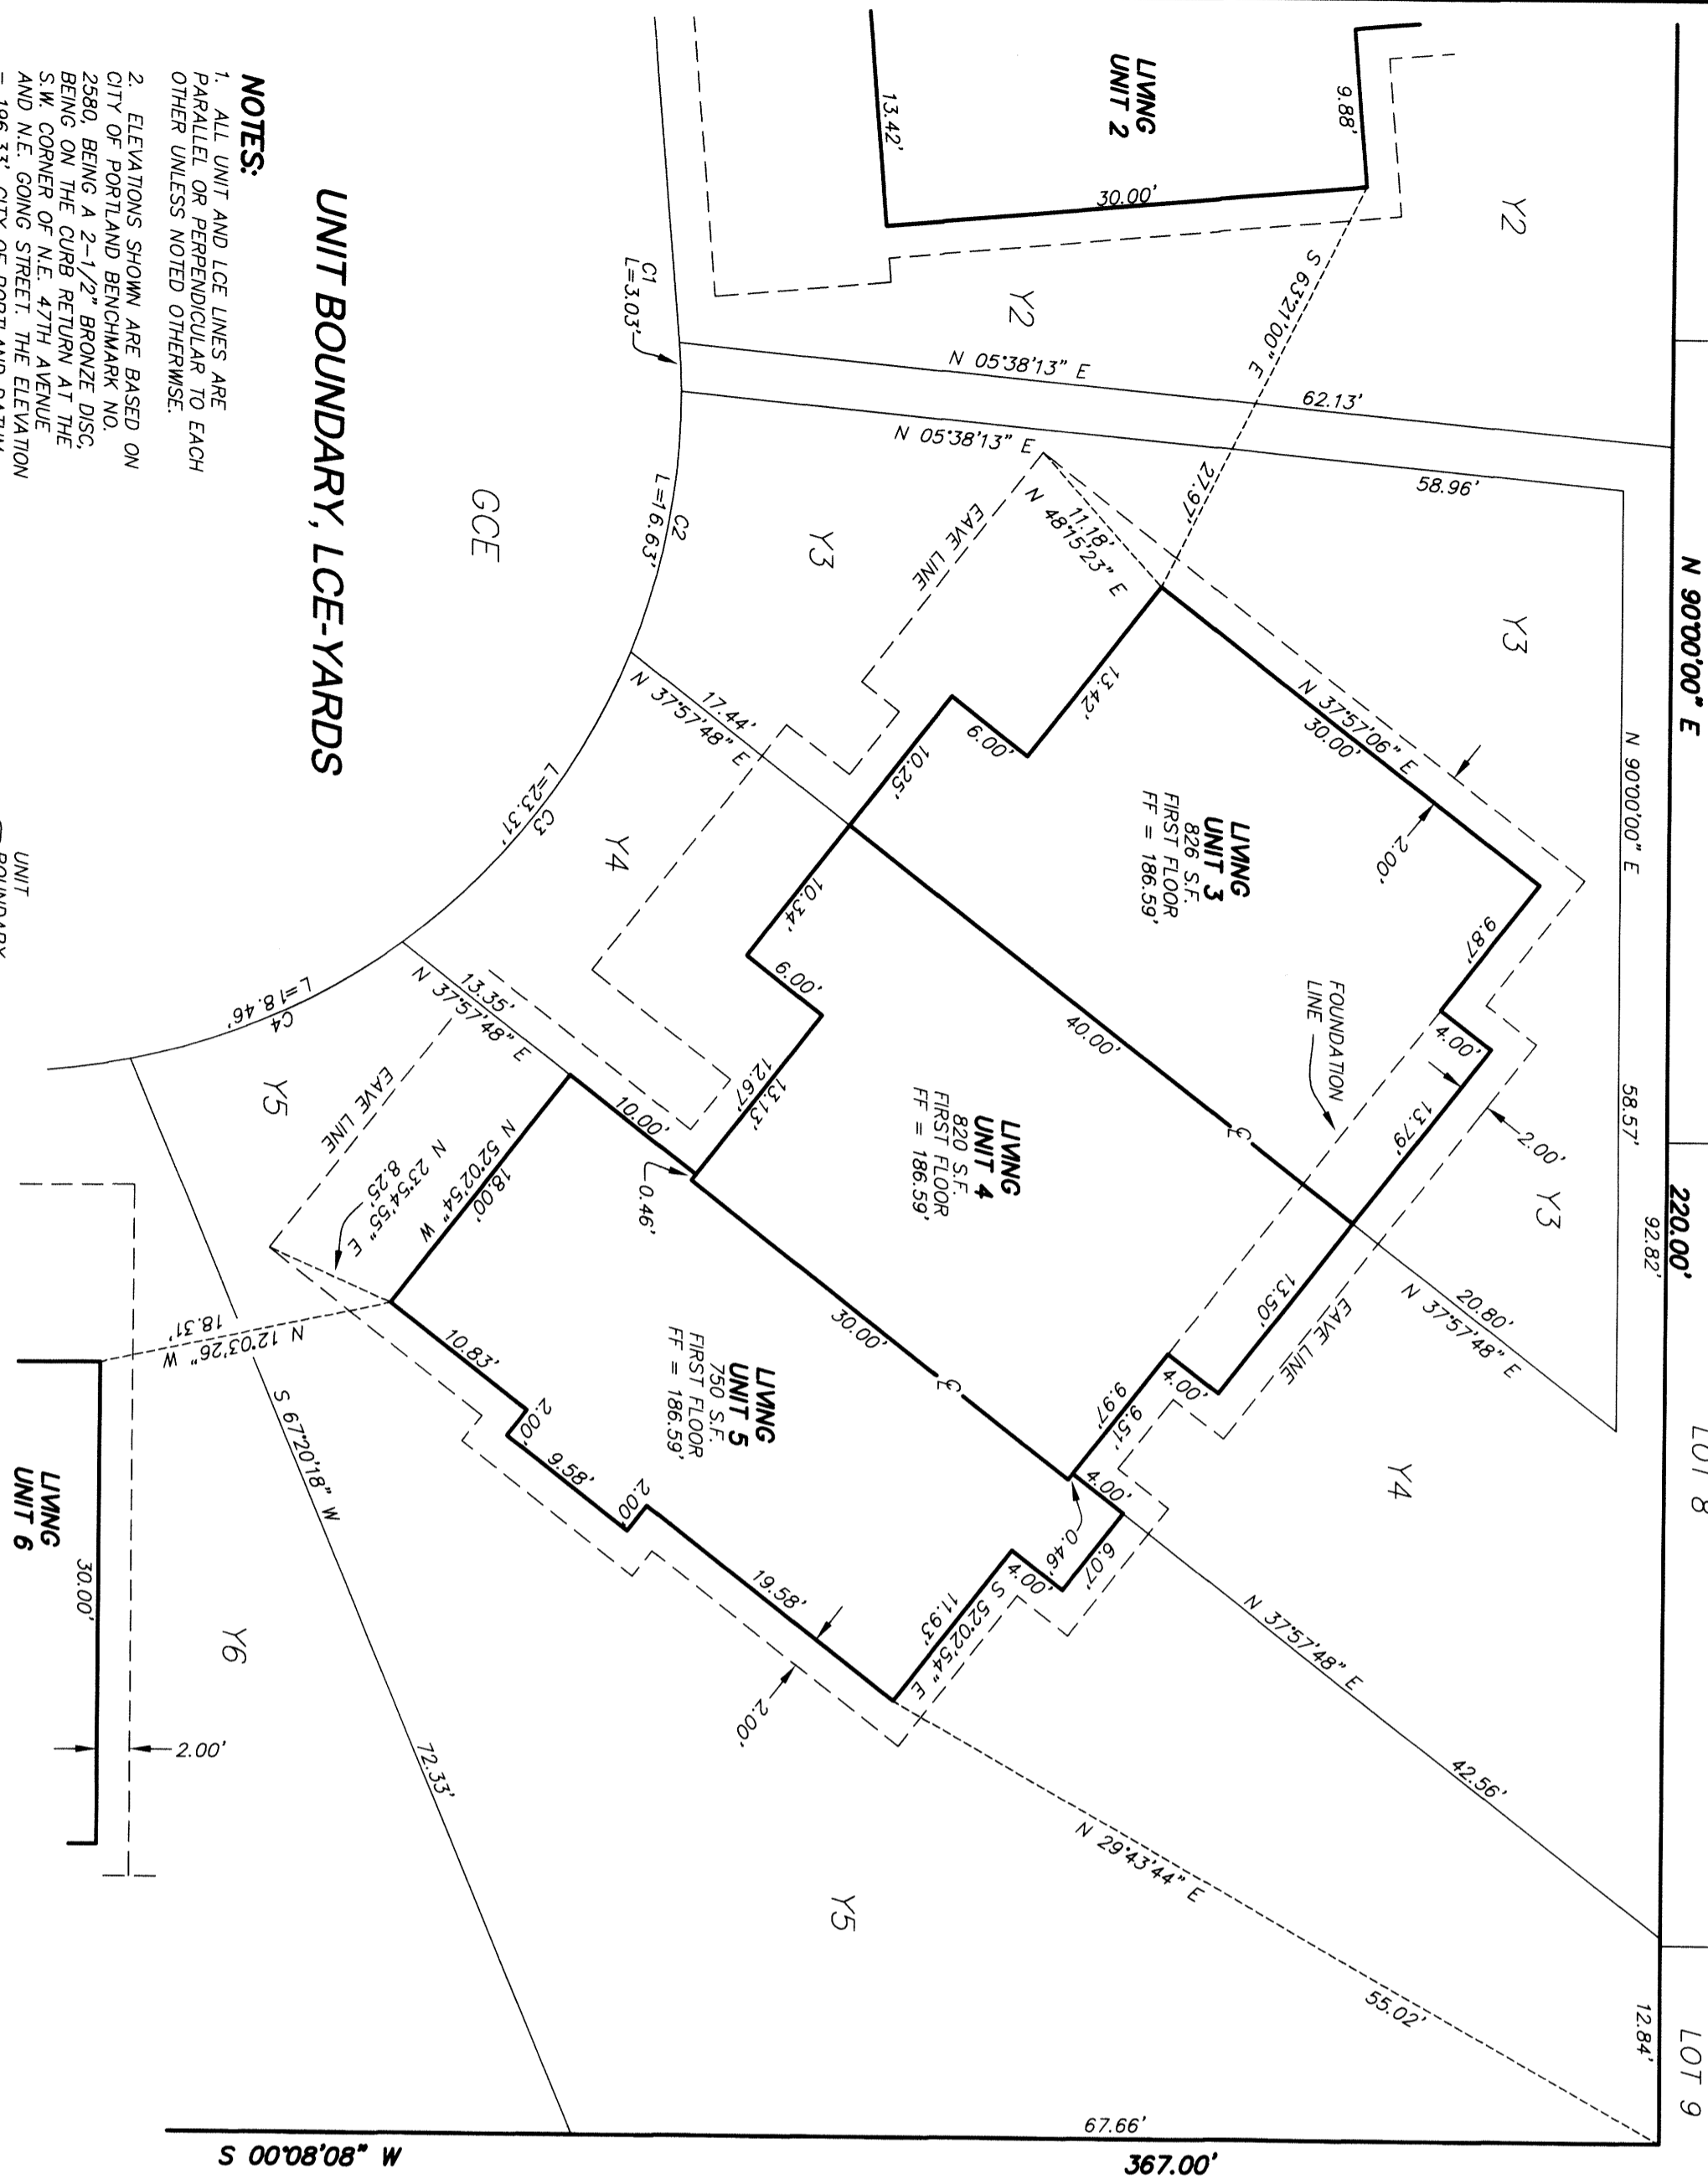 N 90°00'00" E
220.00'
LOT 8
LOT 9
92.82'
12.84'
N 90°00'00" E
58.57'
LIVING
UNIT 2
9.88'
30.00'
13.42'
Y2
Y2
S 63°21'00" E
27.97'
N 05°38'13" E
62.13'
N 05°38'13" E
58.96'
C1
L=3.03'
C2
L=16.63'
C3
L=23.31'
C4
L=18.46'
GCE
Y3
Y3
Y3
11.18'
N 48°15'23" E
EAVE LINE
N 37°57'06" E
30.00'
2.00'
13.42'
6.00'
10.25'
LIVING
UNIT 3
826 S.F.
FIRST FLOOR
FF = 186.59'
9.87'
4.00'
13.79'
2.00'
FOUNDATION
LINE
17.44'
N 37°57'48" E
40.00'
20.80'
N 37°57'48" E
Y4
Y4
10.34'
6.00'
12.67'
13.13'
LIVING
UNIT 4
820 S.F.
FIRST FLOOR
FF = 186.59'
13.50'
EAVE LINE
4.00'
9.97'
9.51'
13.35'
N 37°57'48" E
10.00'
0.46'
30.00'
0.46'
4.00'
6.07'
4.00'
S 52°02'54" E
11.93'
N 52°02'54" W
18.00'
EAVE LINE
N 23°54'55" E
8.25'
LIVING
UNIT 5
750 S.F.
FIRST FLOOR
FF = 186.59'
10.83'
2.00'
9.58'
2.00'
19.58'
2.00'
Y5
Y5
N 37°57'48" E
42.56'
N 29°43'44" E
55.02'
N 12°03'26" W
18.31'
S 67°20'18" W
72.33'
LIVING
UNIT 6
30.00'
2.00'
Y6
67.66'
S 00°08'08" W
367.00'
UNIT BOUNDARY, LCE-YARDS
NOTES:
1. ALL UNIT AND LCE LINES ARE
PARALLEL OR PERPENDICULAR TO EACH
OTHER UNLESS NOTED OTHERWISE.
2. ELEVATIONS SHOWN ARE BASED ON
CITY OF PORTLAND BENCHMARK NO.
2580, BEING A 2-1/2" BRONZE DISC,
BEING ON THE CURB RETURN AT THE
S.W. CORNER OF N.E. 47TH AVENUE
AND N.E. GOING STREET. THE ELEVATION
= 196.33', CITY OF PORTLAND DATUM
UNIT
BOUNDARY